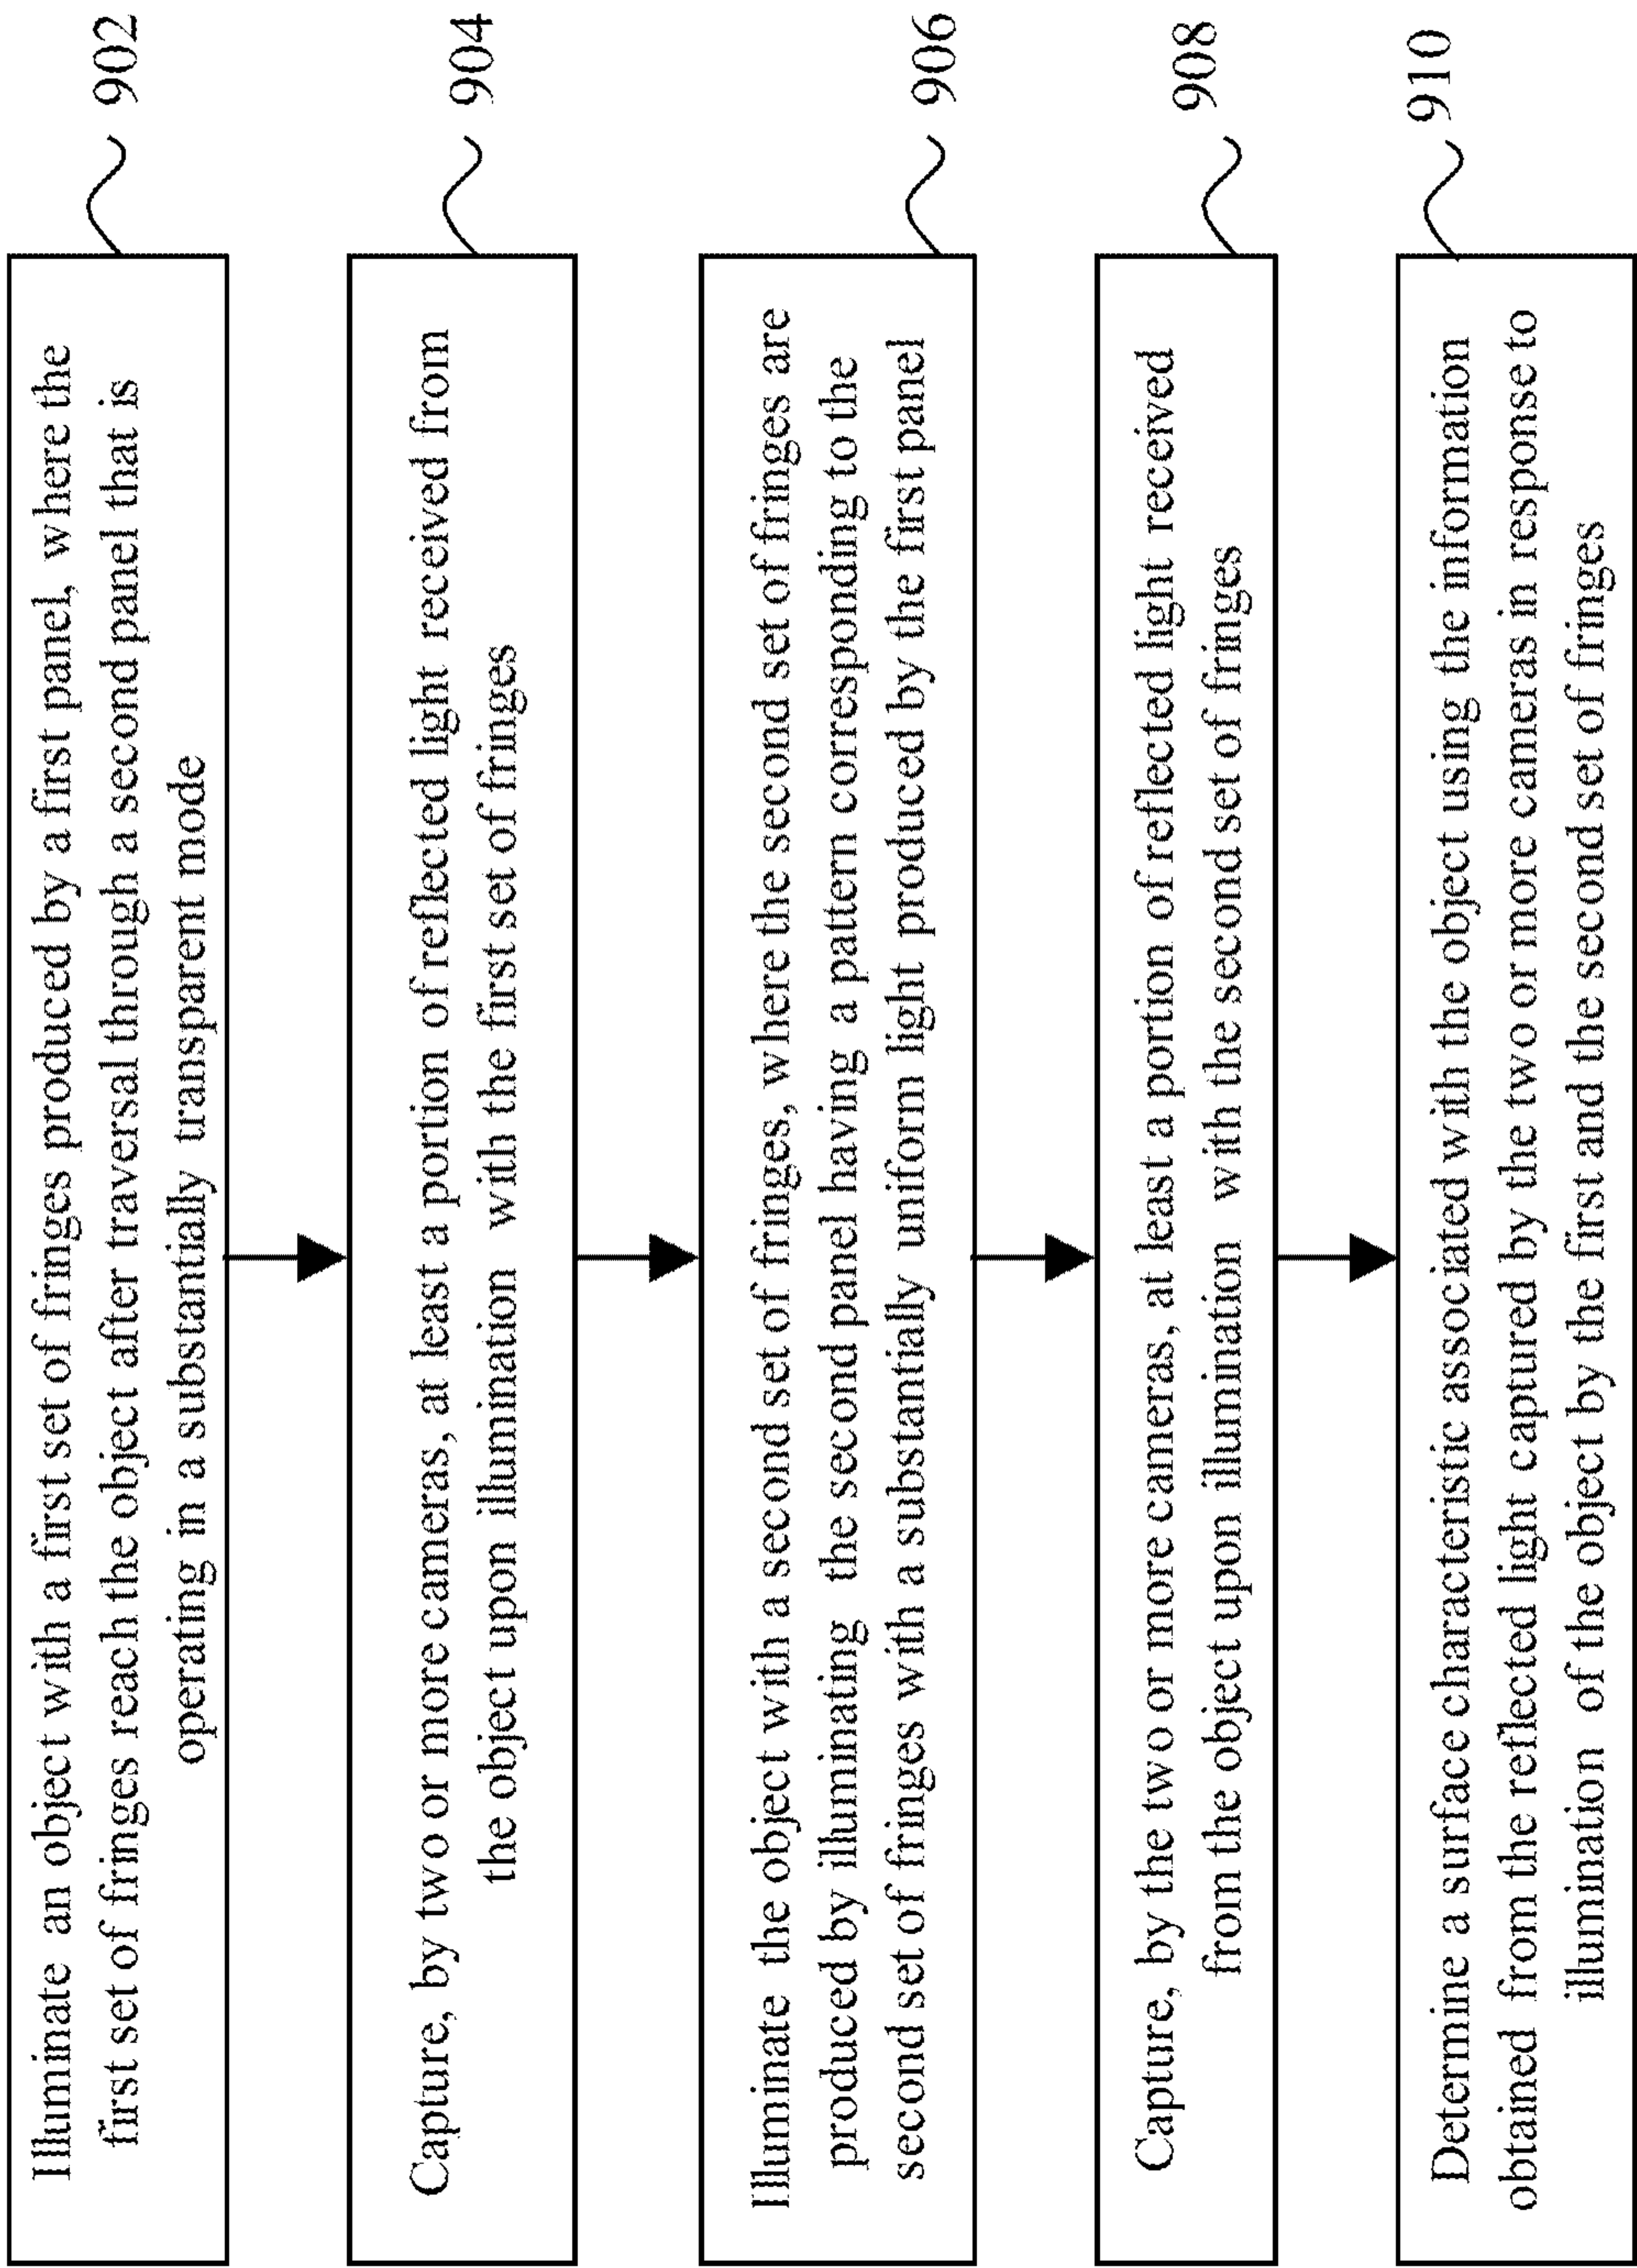 Illuminate an object with a first set of fringes produced by a first panel, where the
first set of fringes reach the object after traversal through a second panel that is
operating in a substantially transparent mode
902
Capture, by two or more cameras, at least a portion of reflected light received from
the object upon illumination with the first set of fringes
904
Illuminate the object with a second set of fringes, where the second set of fringes are
produced by illuminating the second panel having a pattern corresponding to the
second set of fringes with a substantially uniform light produced by the first panel
906
Capture, by the two or more cameras, at least a portion of reflected light received
from the object upon illumination with the second set of fringes
908
Determine a surface characteristic associated with the object using the information
obtained from the reflected light captured by the two or more cameras in response to
illumination of the object by the first and the second set of fringes
910